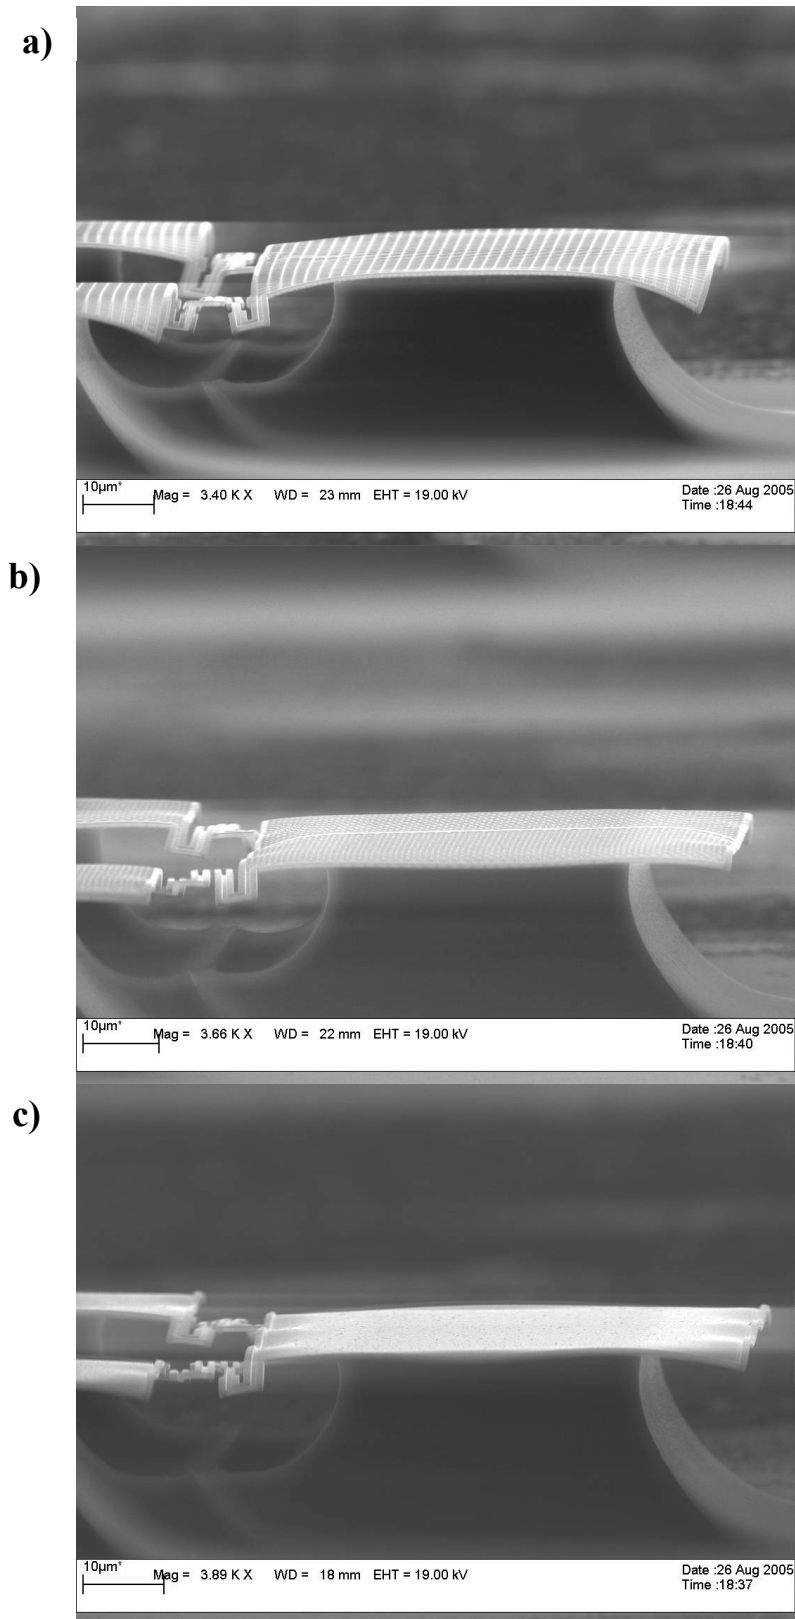 a)
10µm*
Mag = 3.40 K X WD = 23 mm EHT = 19.00 kV
Date :26 Aug 2005
Time :18:44
b)
10µm*
Mag = 3.66 K X WD = 22 mm EHT = 19.00 kV
Date :26 Aug 2005
Time :18:40
c)
10µm*
Mag = 3.89 K X WD = 18 mm EHT = 19.00 kV
Date :26 Aug 2005
Time :18:37